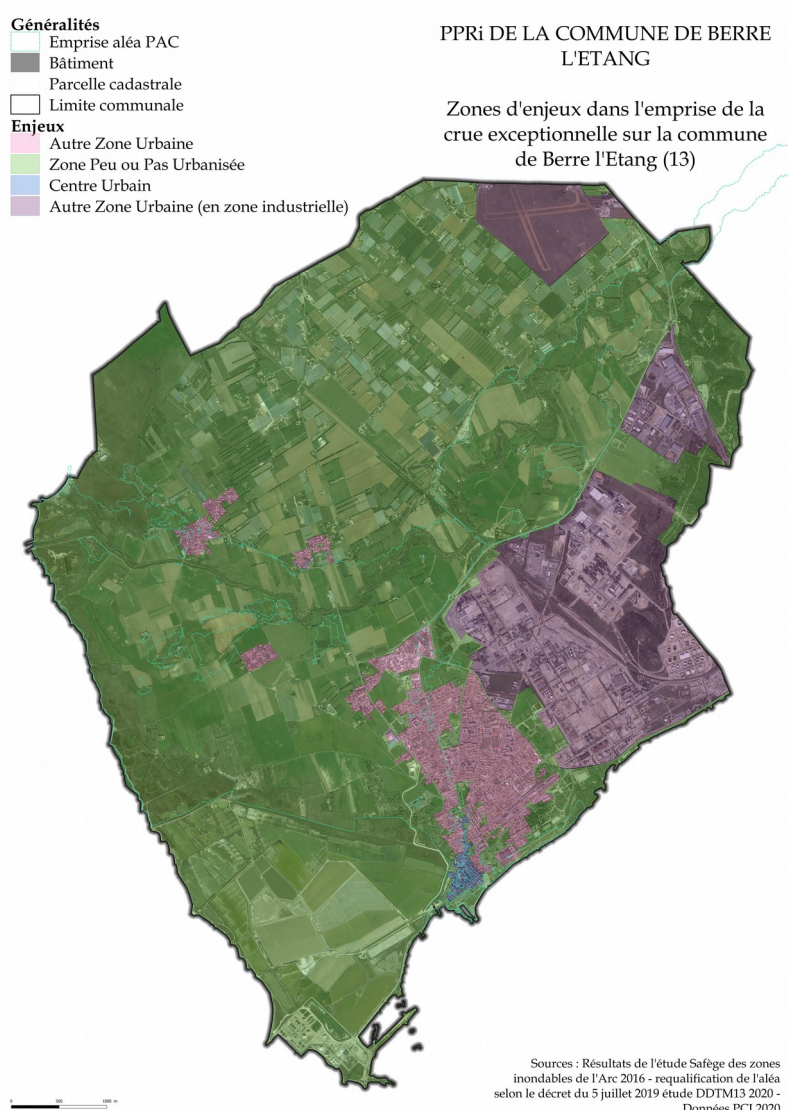 Généralités
Emprise aléa PAC
Bâtiment
Parcelle cadastrale
Limite communale
Enjeux
Autre Zone Urbaine
Zone Peu ou Pas Urbanisée
Centre Urbain
Autre Zone Urbaine (en zone industrielle)
PPRi DE LA COMMUNE DE BERRE
L'ETANG
Zones d'enjeux dans l'emprise de la
crue exceptionnelle sur la commune
de Berre l'Etang (13)
0 500 1000 m
Sources : Résultats de l'étude Safège des zones
inondables de l'Arc 2016 - requalification de l'aléa
selon le décret du 5 juillet 2019 étude DDTM13 2020 -
Données PCI 2020